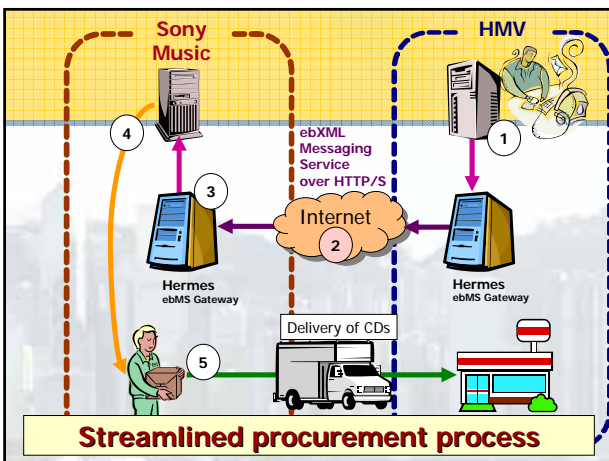 Sony
Music
HMV
4
1
ebXML
Messaging
Service
over HTTP/S
3
Internet
2
Hermes
ebMS Gateway
Hermes
ebMS Gateway
Delivery of CDs
5
Streamlined procurement process